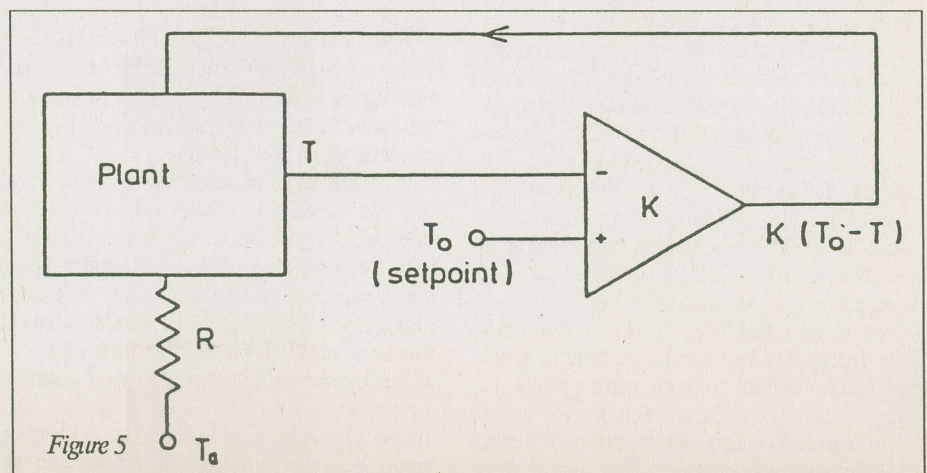 Plant
T
-
K
T₀
+
(setpoint)
K (T₀-T)
R
Figure 5
Tₐ